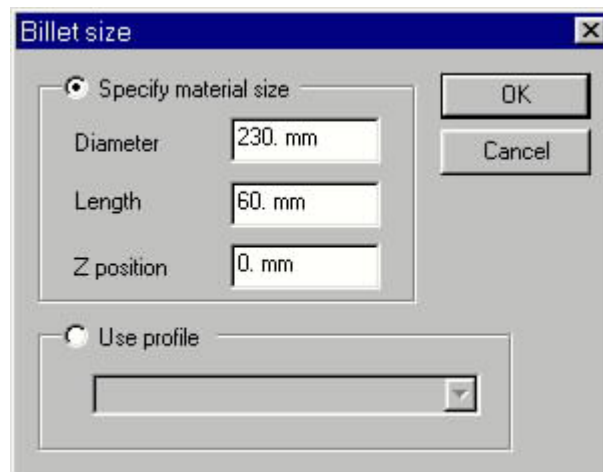 Billet size
Specify material size
OK
Diameter
230. mm
Cancel
Length
60. mm
Z position
0. mm
Use profile